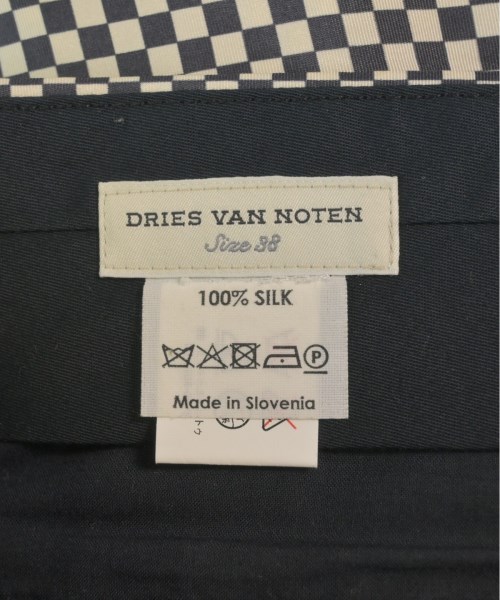 DRIES VAN NOTEN
Size 38
100% SILK
P
Made in Slovenia